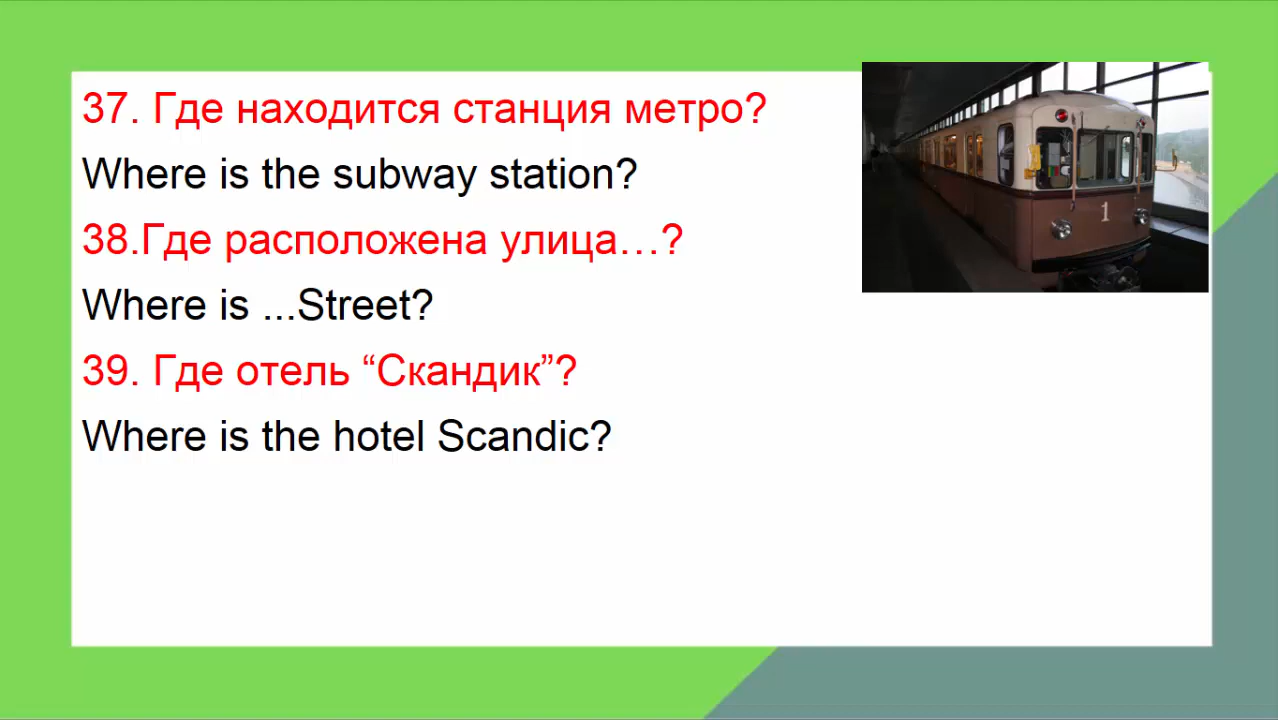 37. Где находится станция метро?
Where is the subway station?
38.Где расположена улица…?
Where is ...Street?
39. Где отель “Скандик”?
Where is the hotel Scandic?
1